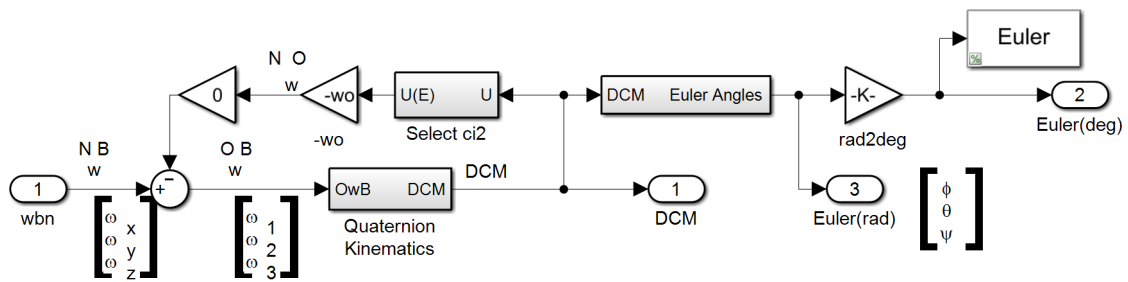 N O
w
0
-wo
-wo
U(E) U
Select ci2
DCM Euler Angles
-K-
rad2deg
Euler
%
2
Euler(deg)
N B
w
1
wbn
+
−
O B
w
OwB DCM
Quaternion
Kinematics
DCM
1
DCM
3
Euler(rad)
ω x
ω y
ω z
ω 1
ω 2
ω 3
ϕ
θ
ψ